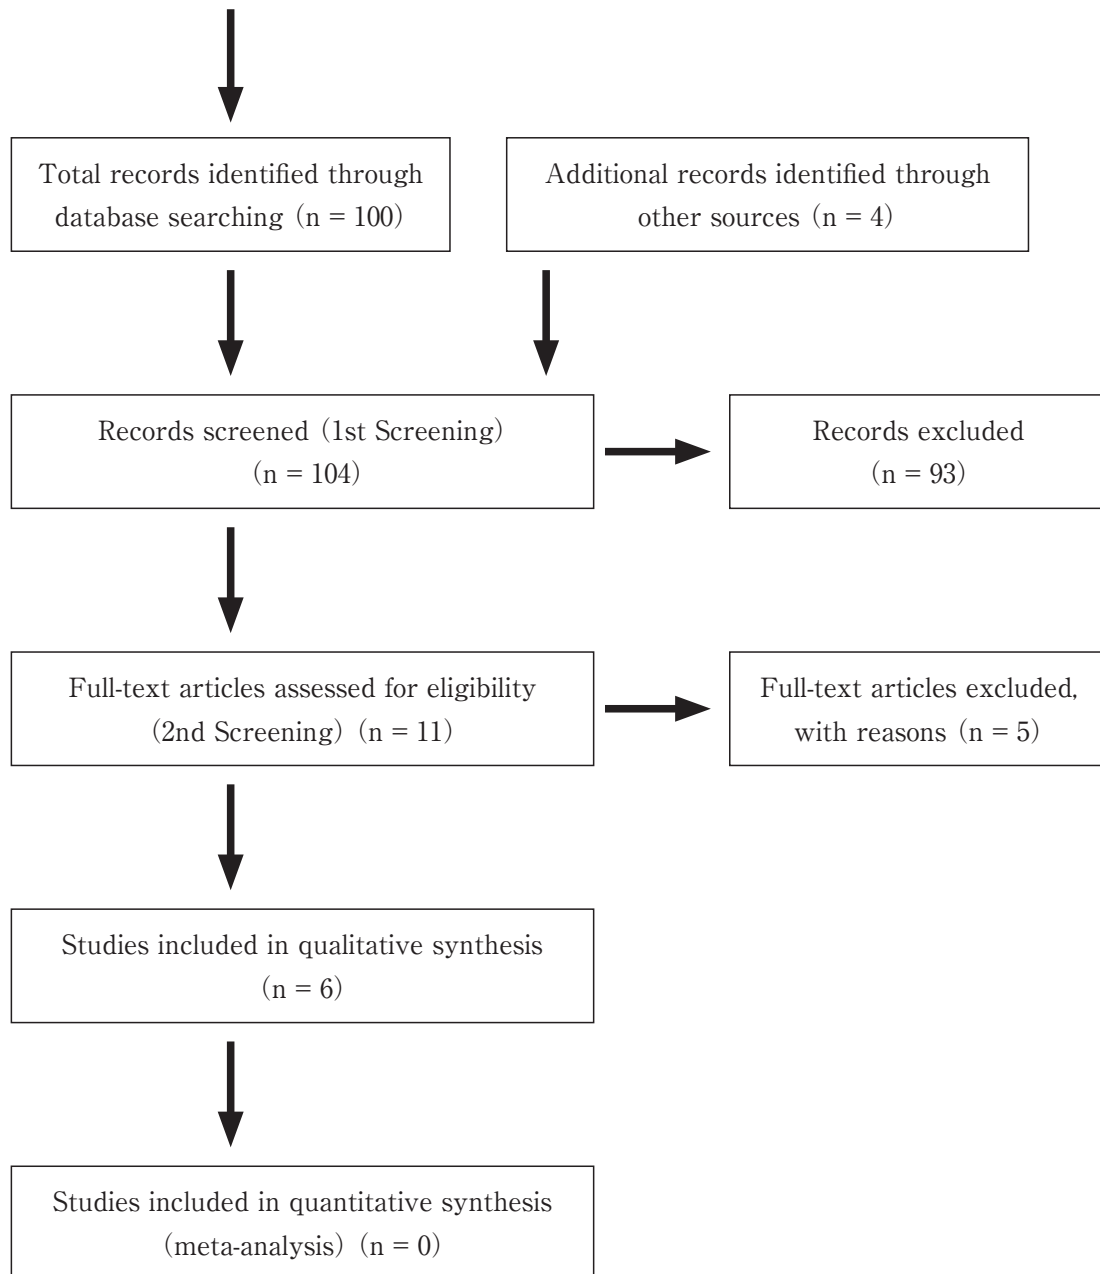 Total records identified through
database searching (n = 100)
Additional records identified through
other sources (n = 4)
Records screened (1st Screening)
(n = 104)
Records excluded
(n = 93)
Full-text articles assessed for eligibility
(2nd Screening) (n = 11)
Full-text articles excluded,
with reasons (n = 5)
Studies included in qualitative synthesis
(n = 6)
Studies included in quantitative synthesis
(meta-analysis) (n = 0)